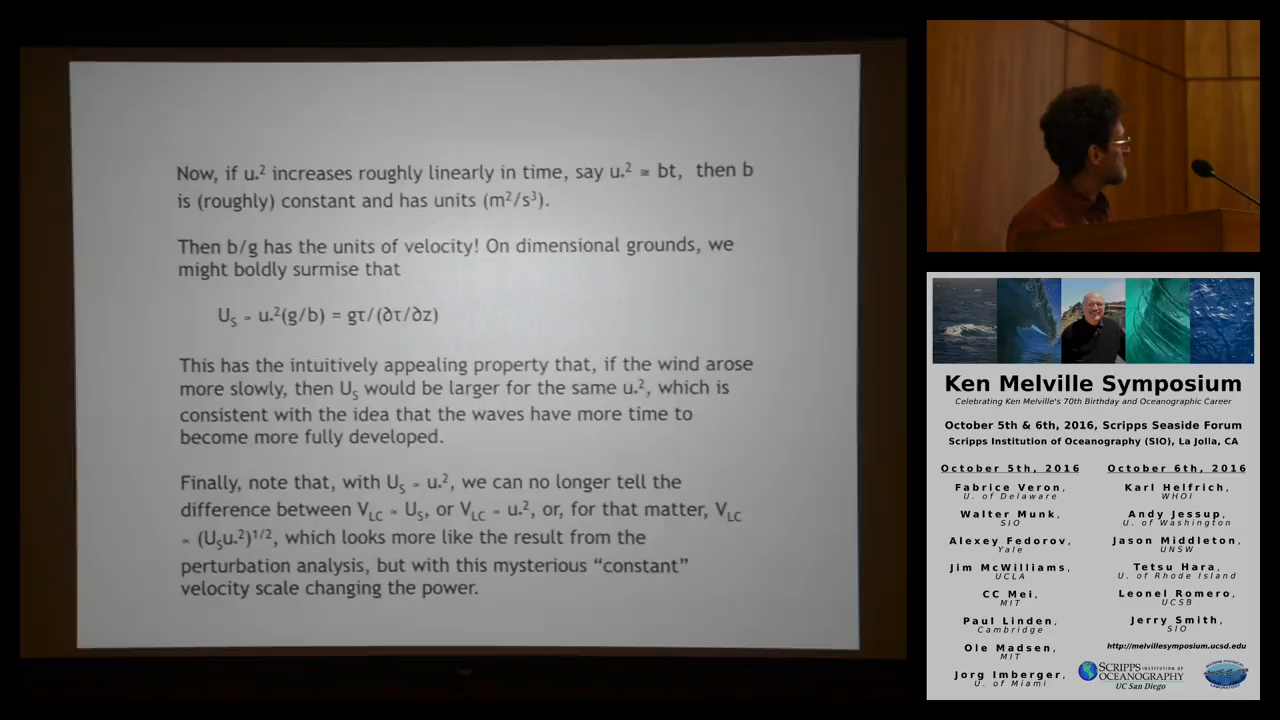 Now, if u*² increases roughly linearly in time, say u*² ≈ bt, then b
is (roughly) constant and has units (m²/s³).
Then b/g has the units of velocity! On dimensional grounds, we
might boldly surmise that
U_S ~ u*²(g/b) = gτ/(∂τ/∂z)
This has the intuitively appealing property that, if the wind arose
more slowly, then U_S would be larger for the same u*², which is
consistent with the idea that the waves have more time to
become more fully developed.
Finally, note that, with U_S ~ u*², we can no longer tell the
difference between V_LC ~ U_S, or V_LC ~ u*², or, for that matter, V_LC
~ (U_S u*²)^1/2, which looks more like the result from the
perturbation analysis, but with this mysterious “constant”
velocity scale changing the power.
Ken Melville Symposium
Celebrating Ken Melville's 70th Birthday and Oceanographic Career
October 5th & 6th, 2016, Scripps Seaside Forum
Scripps Institution of Oceanography (SIO), La Jolla, CA
October 5th, 2016
Fabrice Veron,
U. of Delaware
Walter Munk,
SIO
Alexey Fedorov,
Yale
Jim McWilliams,
UCLA
CC Mei,
MIT
Paul Linden,
Cambridge
Ole Madsen,
MIT
Jorg Imberger,
U. of Miami
October 6th, 2016
Karl Helfrich,
WHOI
Andy Jessup,
U. of Washington
Jason Middleton,
UNSW
Tetsu Hara,
U. of Rhode Island
Leonel Romero,
UCSB
Jerry Smith,
SIO
http://melvillesymposium.ucsd.edu
SCRIPPS INSTITUTION OF
OCEANOGRAPHY
UC San Diego